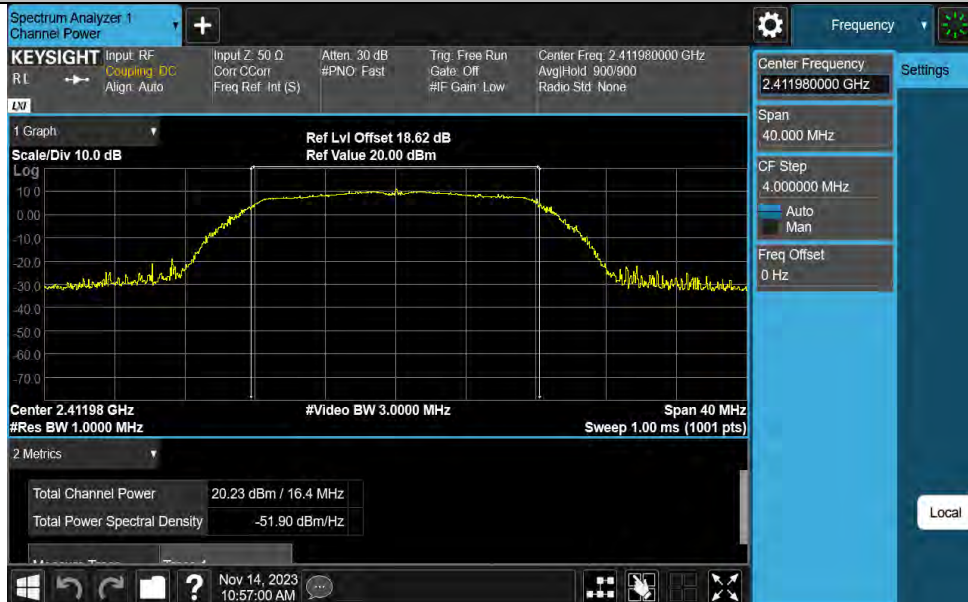 Spectrum Analyzer 1
Channel Power
+
Frequency
KEYSIGHT
Input: RF
Coupling: DC
Align: Auto
Input Z: 50 Ω
Corr CCorr
Freq Ref: Int (S)
Atten: 30 dB
#PNO: Fast
Trig: Free Run
Gate: Off
#IF Gain: Low
Center Freq: 2.411980000 GHz
Avg|Hold: 900/900
Radio Std: None
LXI
Center Frequency
2.411980000 GHz
Settings
Span
40.000 MHz
CF Step
4.000000 MHz
Auto
Man
Freq Offset
0 Hz
1 Graph
Scale/Div 10.0 dB
Ref Lvl Offset 18.62 dB
Ref Value 20.00 dBm
Log
10.0
0.00
-10.0
-20.0
-30.0
-40.0
-50.0
-60.0
-70.0
Center 2.41198 GHz
#Video BW 3.0000 MHz
Span 40 MHz
#Res BW 1.0000 MHz
Sweep 1.00 ms (1001 pts)
2 Metrics
Total Channel Power 20.23 dBm / 16.4 MHz
Total Power Spectral Density -51.90 dBm/Hz
Local
?
Nov 14, 2023
10:57:00 AM